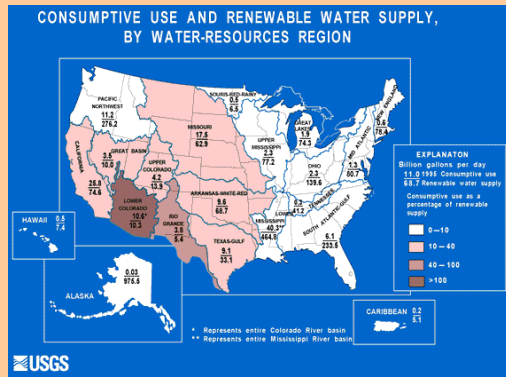 CONSUMPTIVE USE AND RENEWABLE WATER SUPPLY,
BY WATER-RESOURCES REGION
PACIFIC
NORTHWEST
11.2
276.2
SOURIS-RED-RAINY
0.5
6.5
MISSOURI
17.5
62.9
UPPER
MISSISSIPPI
2.3
77.2
GREAT
LAKES
1.9
74.3
NEW ENGLAND
0.6
78.4
MID ATLANTIC
1.3
80.7
CALIFORNIA
25.8
74.6
GREAT BASIN
3.5
10.0
UPPER
COLORADO
4.2
13.9
OHIO
2.3
139.6
TENNESSEE
0.2
41.2
LOWER
COLORADO
10.6*
10.3
RIO
GRANDE
3.8
5.4
ARKANSAS-WHITE-RED
9.6
68.7
TEXAS-GULF
9.1
33.1
LOWER
MISSISSIPPI
40.3**
464.8
SOUTH ATLANTIC-GULF
6.1
233.5
HAWAII
0.5
7.4
ALASKA
0.03
975.5
CARIBBEAN
0.2
5.1
EXPLANATON
Billion gallons per day
11.0 1995 Consumptive use
68.7 Renewable water supply
Consumptive use as a
percentage of renewable
supply
0-10
10-40
40-100
>100
* Represents entire Colorado River basin
** Represents entire Mississippi River basin
USGS